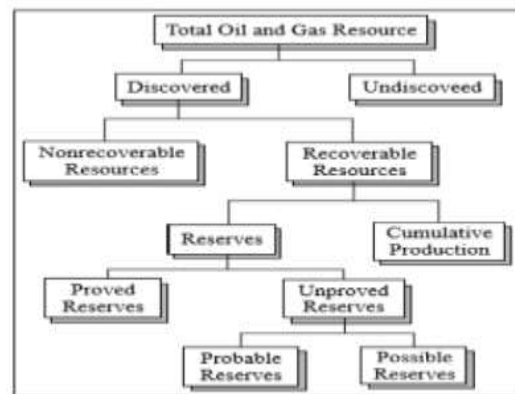 Total Oil and Gas Resource
Discovered
Undiscoveed
Nonrecoverable
Resources
Recoverable
Resources
Reserves
Cumulative
Production
Proved
Reserves
Unproved
Reserves
Probable
Reserves
Possible
Reserves